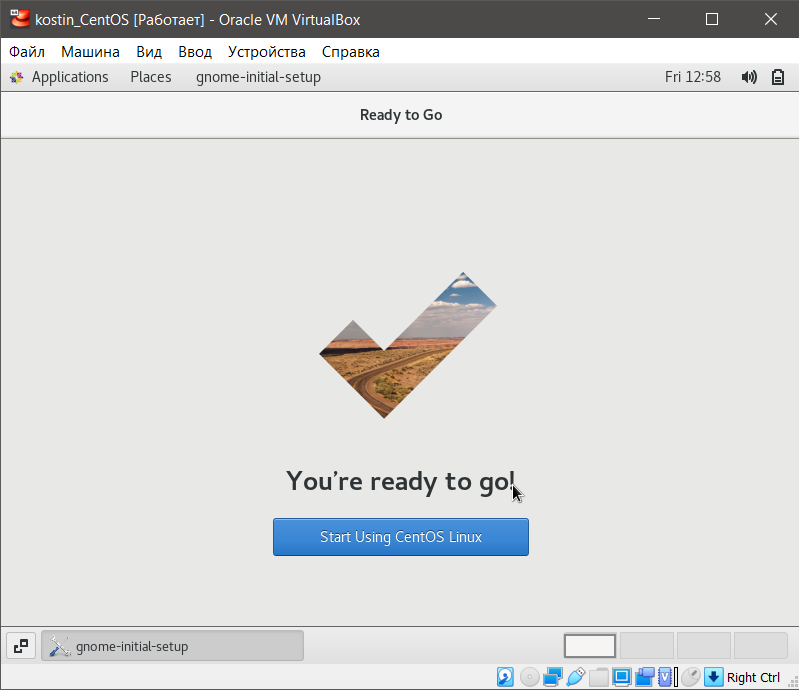 kostin_CentOS [Работает] - Oracle VM VirtualBox
Файл Машина Вид Ввод Устройства Справка
Applications Places gnome-initial-setup Fri 12:58
Ready to Go
You're ready to go!
Start Using CentOS Linux
gnome-initial-setup
Right Ctrl